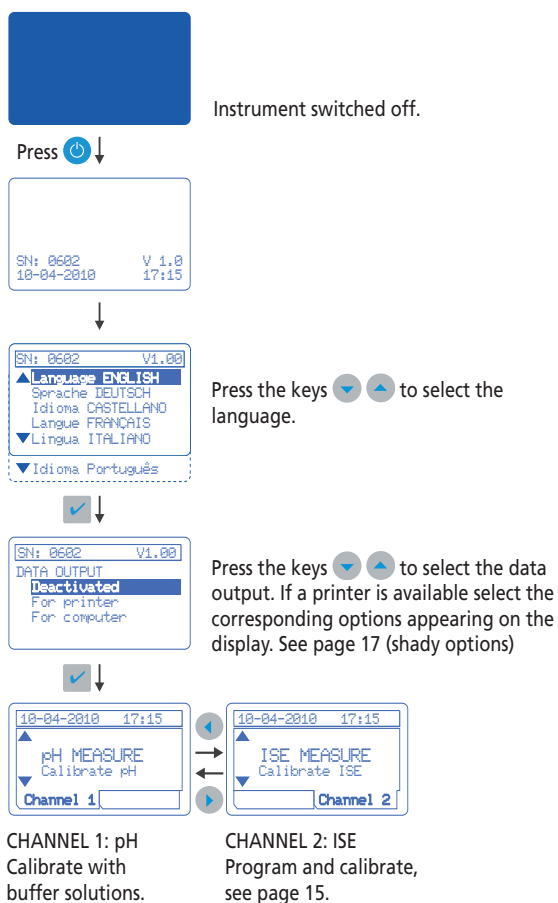 Instrument switched off.
Press
SN: 0602 V 1.0
10-04-2010 17:15
SN: 0602 V1.00
Language ENGLISH
Sprache DEUTSCH
Idioma CASTELLANO
Langue FRANÇAIS
Lingua ITALIANO
Idioma Português
Press the keys to select the
language.
SN: 0602 V1.00
DATA OUTPUT
Deactivated
For printer
For computer
Press the keys to select the data
output. If a printer is available select the
corresponding options appearing on the
display. See page 17 (shady options)
10-04-2010 17:15
pH MEASURE
Calibrate pH
Channel 1
10-04-2010 17:15
ISE MEASURE
Calibrate ISE
Channel 2
CHANNEL 1: pH
Calibrate with
buffer solutions.
CHANNEL 2: ISE
Program and calibrate,
see page 15.